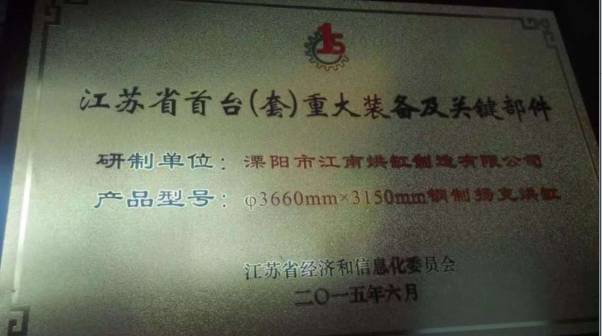 15
江苏省首台(套)重大装备及关键部件
研制单位：溧阳市江南烘缸制造有限公司
产品型号：φ3660mm×3150mm钢制扬克烘缸
江苏省经济和信息化委员会
二〇一五年六月